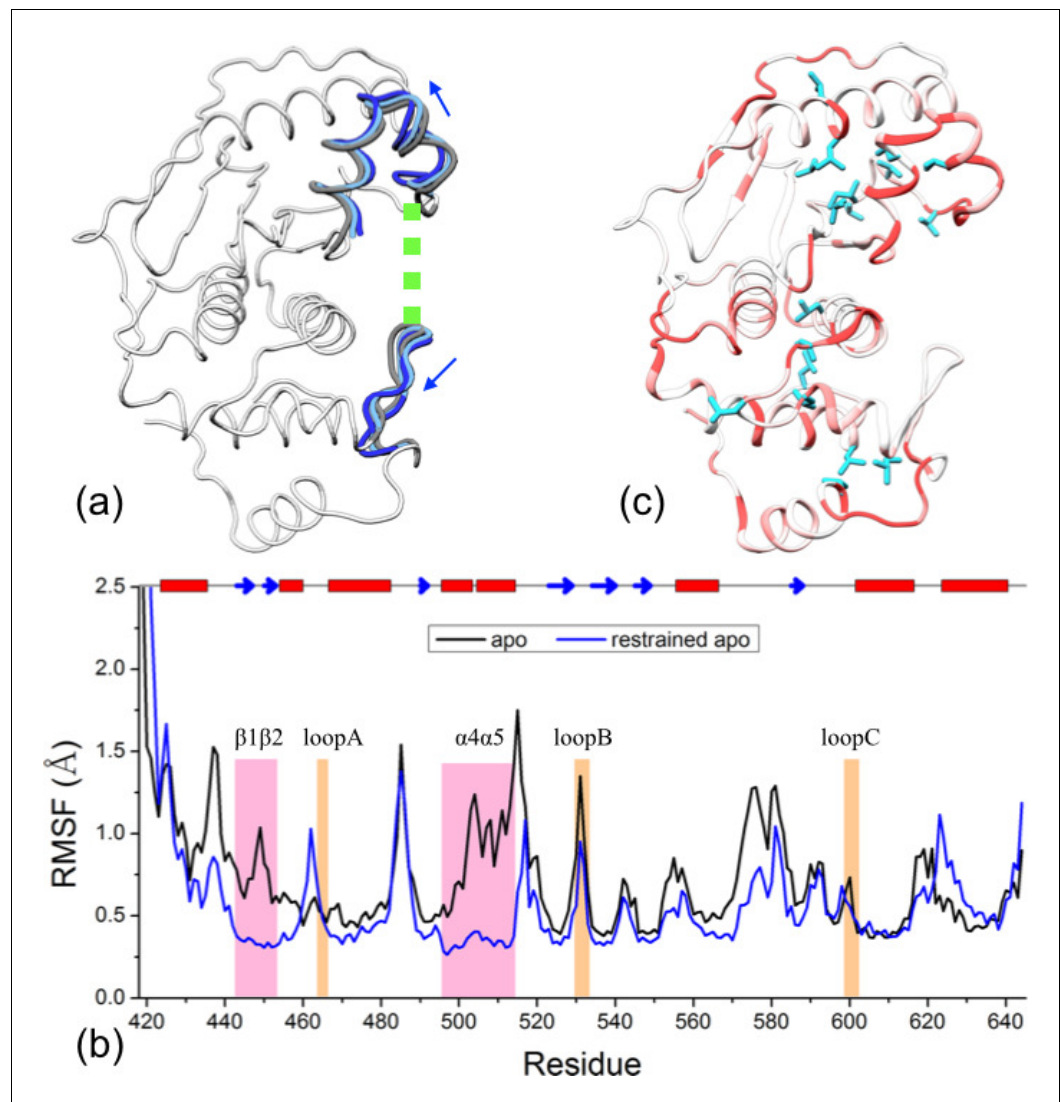 (a)
(c)
2.5
2.0
1.5
1.0
0.5
0.0
RMSF (Å)
apo
restrained apo
β1β2
loopA
α4α5
loopB
loopC
420 440 460 480 500 520 540 560 580 600 620 640
(b)
Residue